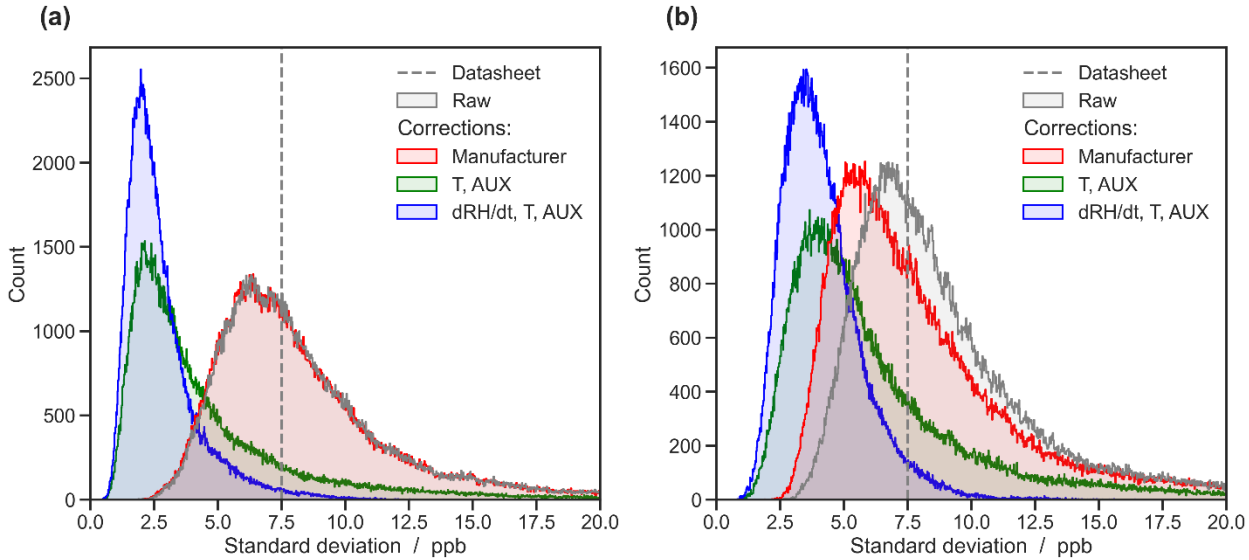 (a)
Datasheet
Raw
Corrections:
Manufacturer
T, AUX
dRH/dt, T, AUX
Count
2500
2000
1500
1000
500
0
0.0 2.5 5.0 7.5 10.0 12.5 15.0 17.5 20.0
Standard deviation / ppb
(b)
Datasheet
Raw
Corrections:
Manufacturer
T, AUX
dRH/dt, T, AUX
Count
1600
1400
1200
1000
800
600
400
200
0
0.0 2.5 5.0 7.5 10.0 12.5 15.0 17.5 20.0
Standard deviation / ppb